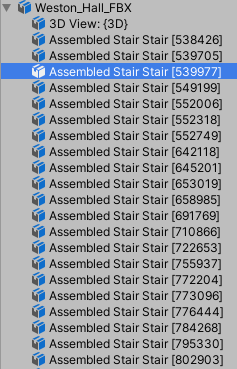 Weston_Hall_FBX
3D View: {3D}
Assembled Stair Stair [538426]
Assembled Stair Stair [539705]
Assembled Stair Stair [539977]
Assembled Stair Stair [549199]
Assembled Stair Stair [552006]
Assembled Stair Stair [552318]
Assembled Stair Stair [552749]
Assembled Stair Stair [642118]
Assembled Stair Stair [645201]
Assembled Stair Stair [653019]
Assembled Stair Stair [658985]
Assembled Stair Stair [691769]
Assembled Stair Stair [710866]
Assembled Stair Stair [722653]
Assembled Stair Stair [755937]
Assembled Stair Stair [772204]
Assembled Stair Stair [773096]
Assembled Stair Stair [776444]
Assembled Stair Stair [784268]
Assembled Stair Stair [795330]
Assembled Stair Stair [802903]